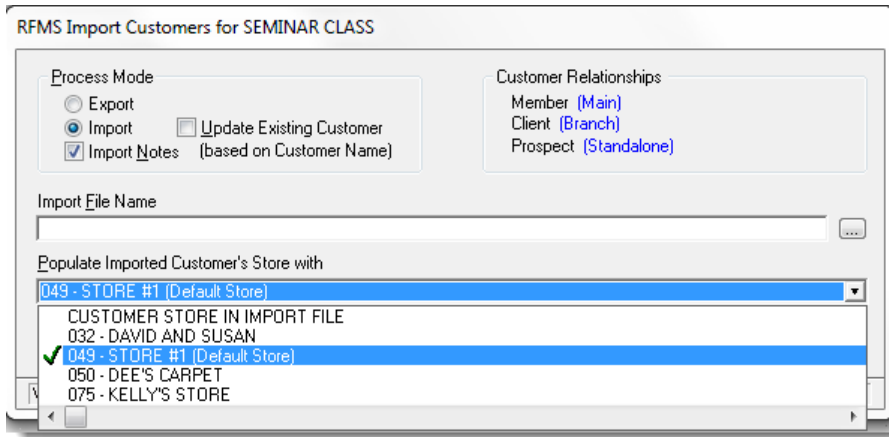 RFMS Import Customers for SEMINAR CLASS
Process Mode
Export
Import
Update Existing Customer
Import Notes
(based on Customer Name)
Customer Relationships
Member (Main)
Client (Branch)
Prospect (Standalone)
Import File Name
...
Populate Imported Customer's Store with
049 - STORE #1 (Default Store)
CUSTOMER STORE IN IMPORT FILE
032 - DAVID AND SUSAN
049 - STORE #1 (Default Store)
050 - DEE'S CARPET
075 - KELLY'S STORE